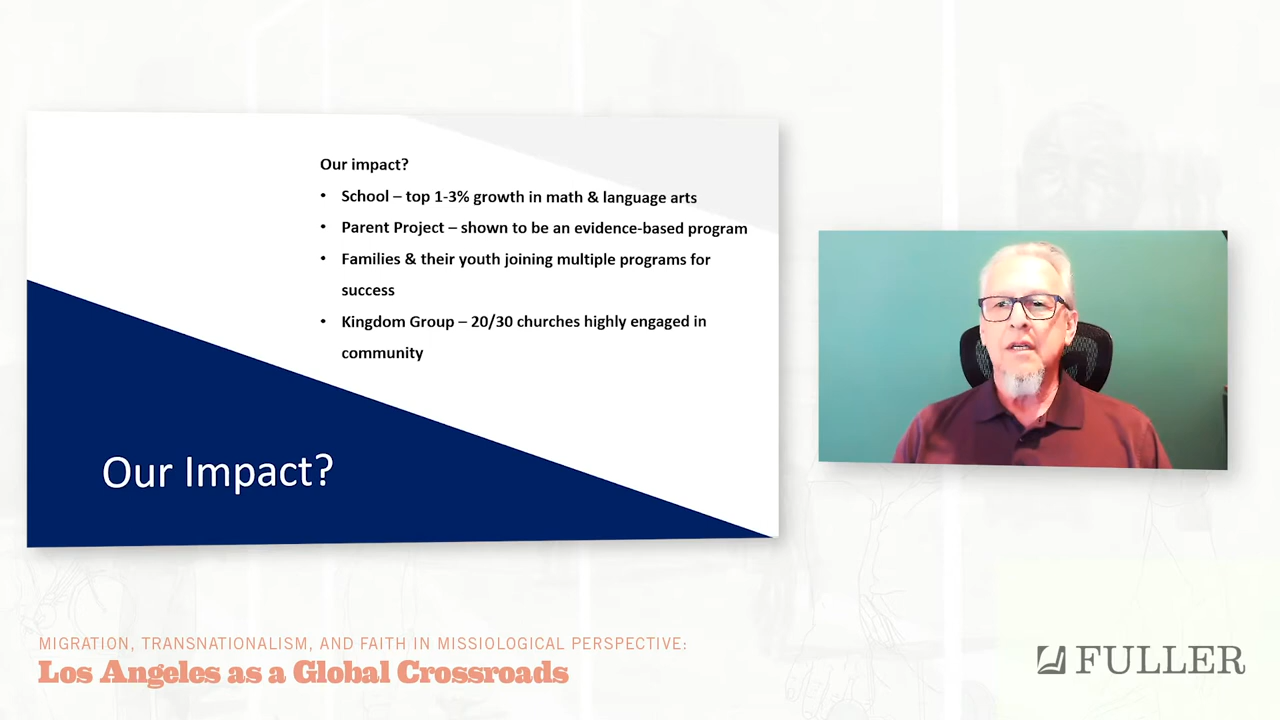 Our impact?
• School – top 1-3% growth in math & language arts
• Parent Project – shown to be an evidence-based program
• Families & their youth joining multiple programs for
success
• Kingdom Group – 20/30 churches highly engaged in
community
Our Impact?
MIGRATION, TRANSNATIONALISM, AND FAITH IN MISSIOLOGICAL PERSPECTIVE:
Los Angeles as a Global Crossroads
FULLER